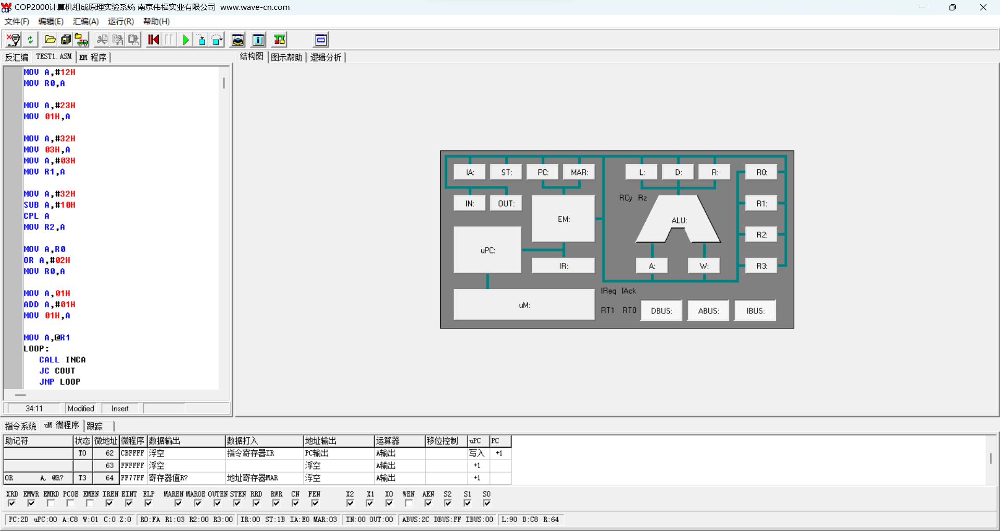 COP2000计算机组成原理实验系统 南京伟福实业有限公司 www.wave-cn.com
文件(F) 编辑(E) 汇编(A) 运行(R) 帮助(H)
反汇编 TEST1.ASM EM 程序
结构图 图示帮助 逻辑分析
MOV A,#12H
MOV R0,A
MOV A,#23H
MOV 01H,A
MOV A,#32H
MOV 03H,A
MOV A,#03H
MOV R1,A
MOV A,#32H
SUB A,#10H
CPL A
MOV R2,A
MOV A,R0
OR A,#02H
MOV R0,A
MOV A,01H
ADD A,#01H
MOV 01H,A
MOV A,@R1
LOOP:
CALL INCA
JC COUT
JMP LOOP
34:11 Modified Insert
IA: ST: PC: MAR: L: D: R: R0:
IN: OUT: RCy Rz R1:
EM: ALU:
uPC: R2:
IR: A: W: R3:
IReq IAck
uM:
RT1 RT0 DBUS: ABUS: IBUS:
指令系统 uM 微程序 跟踪
助记符 状态 微地址 微程序 数据输出 数据打入 地址输出 运算器 移位控制 uPC PC
T0 62 CBFFFF 浮空 指令寄存器IR PC输出 A输出 写入 +1
63 FFFFFF 浮空 浮空 A输出 +1
OR A, @R? T3 64 FF77FF 寄存器值R? 地址寄存器MAR 浮空 A输出 +1
XRD EMWR EMRD PCOE EMEN IREN EINT ELP MAREN MAROE OUTEN STEN RRD RWR CN FEN X2 X1 X0 WEN AEN S2 S1 S0
PC:2D uPC:00 A:C8 W:01 C:0 Z:0 R0:FA R1:03 R2:00 R3:00 IR:00 ST:1B IA:E0 MAR:03 IN:00 OUT:00 ABUS:2C DBUS:FF IBUS:00 L:90 D:C8 R:64